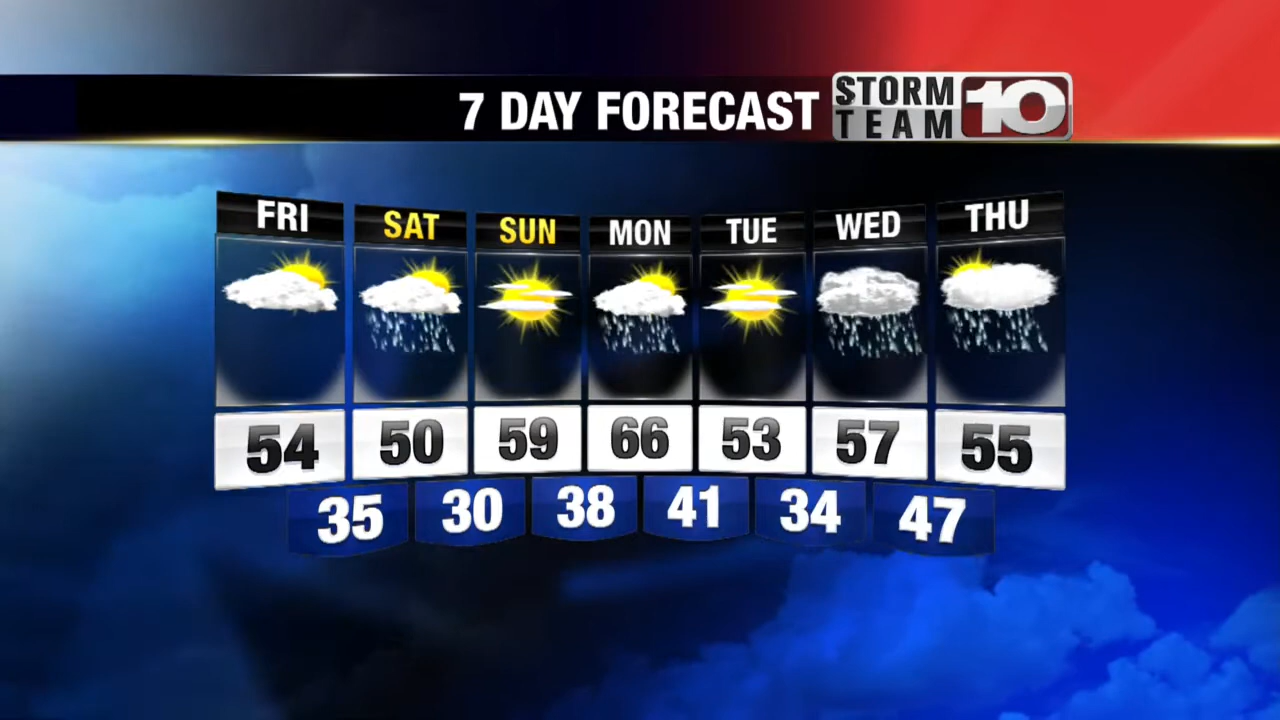 7 DAY FORECAST
STORM TEAM 10
FRI SAT SUN MON TUE WED THU
54 50 59 66 53 57 55
35 30 38 41 34 47